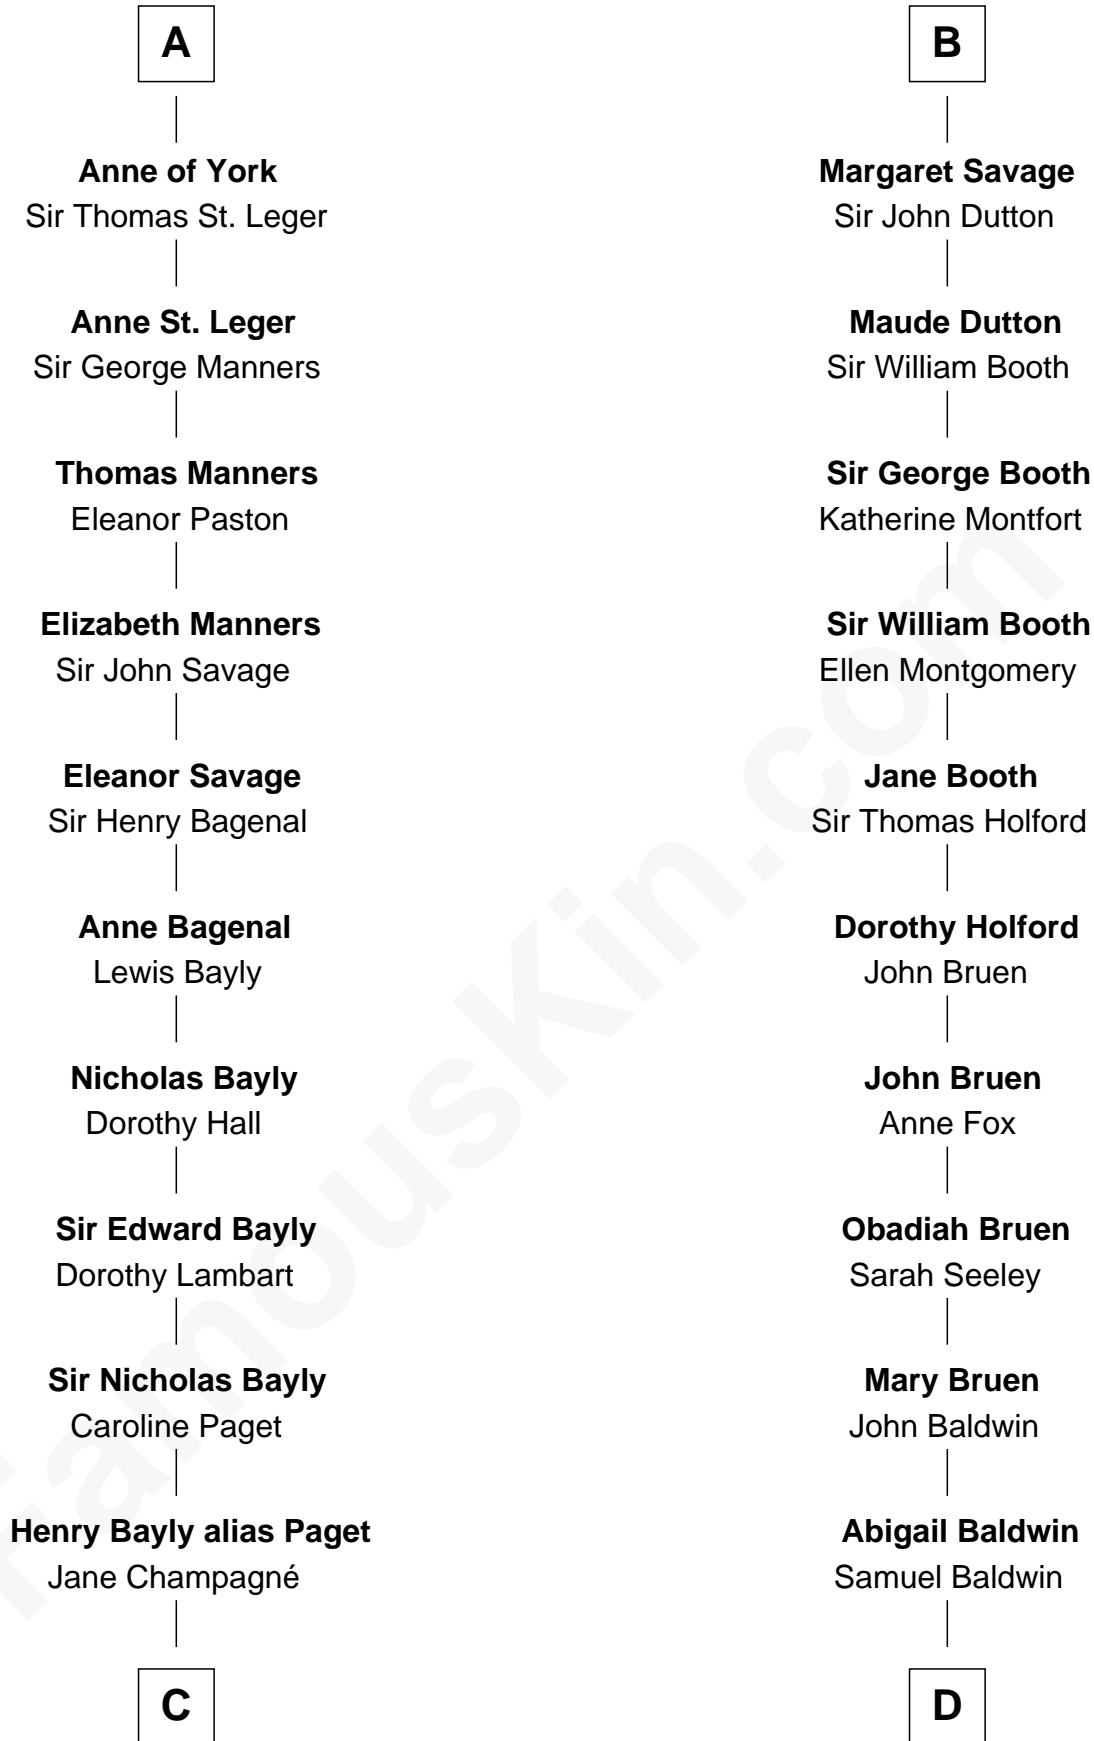 A
Anne of York
Sir Thomas St. Leger
Anne St. Leger
Sir George Manners
Thomas Manners
Eleanor Paston
Elizabeth Manners
Sir John Savage
Eleanor Savage
Sir Henry Bagenal
Anne Bagenal
Lewis Bayly
Nicholas Bayly
Dorothy Hall
Sir Edward Bayly
Dorothy Lambart
Sir Nicholas Bayly
Caroline Paget
Henry Bayly alias Paget
Jane Champagné
C
B
Margaret Savage
Sir John Dutton
Maude Dutton
Sir William Booth
Sir George Booth
Katherine Montfort
Sir William Booth
Ellen Montgomery
Jane Booth
Sir Thomas Holford
Dorothy Holford
John Bruen
John Bruen
Anne Fox
Obadiah Bruen
Sarah Seeley
Mary Bruen
John Baldwin
Abigail Baldwin
Samuel Baldwin
D
FamousKin.com